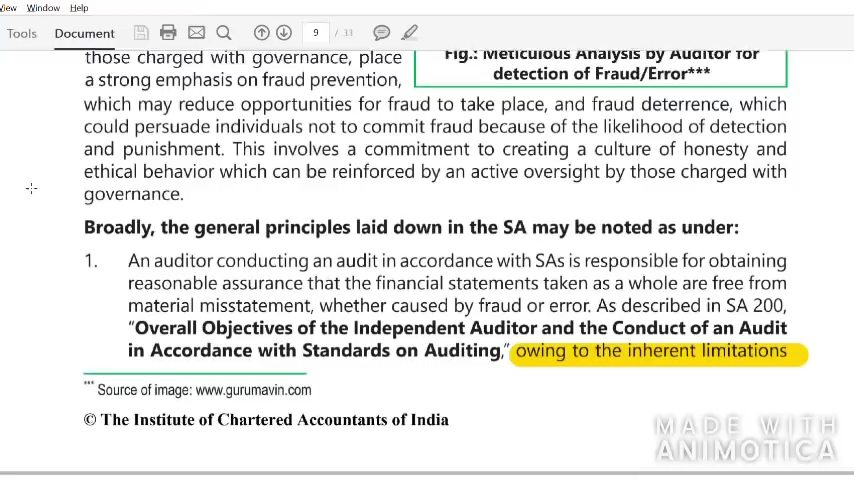 View Window Help
Tools Document 9 / 33
those charged with governance, place
a strong emphasis on fraud prevention,
Fig.: Meticulous Analysis by Auditor for
detection of Fraud/Error***
which may reduce opportunities for fraud to take place, and fraud deterrence, which
could persuade individuals not to commit fraud because of the likelihood of detection
and punishment. This involves a commitment to creating a culture of honesty and
ethical behavior which can be reinforced by an active oversight by those charged with
governance.
Broadly, the general principles laid down in the SA may be noted as under:
1. An auditor conducting an audit in accordance with SAs is responsible for obtaining
reasonable assurance that the financial statements taken as a whole are free from
material misstatement, whether caused by fraud or error. As described in SA 200,
“Overall Objectives of the Independent Auditor and the Conduct of an Audit
in Accordance with Standards on Auditing,” owing to the inherent limitations
*** Source of image: www.gurumavin.com
© The Institute of Chartered Accountants of India
MADE WITH
ANIMOTICA